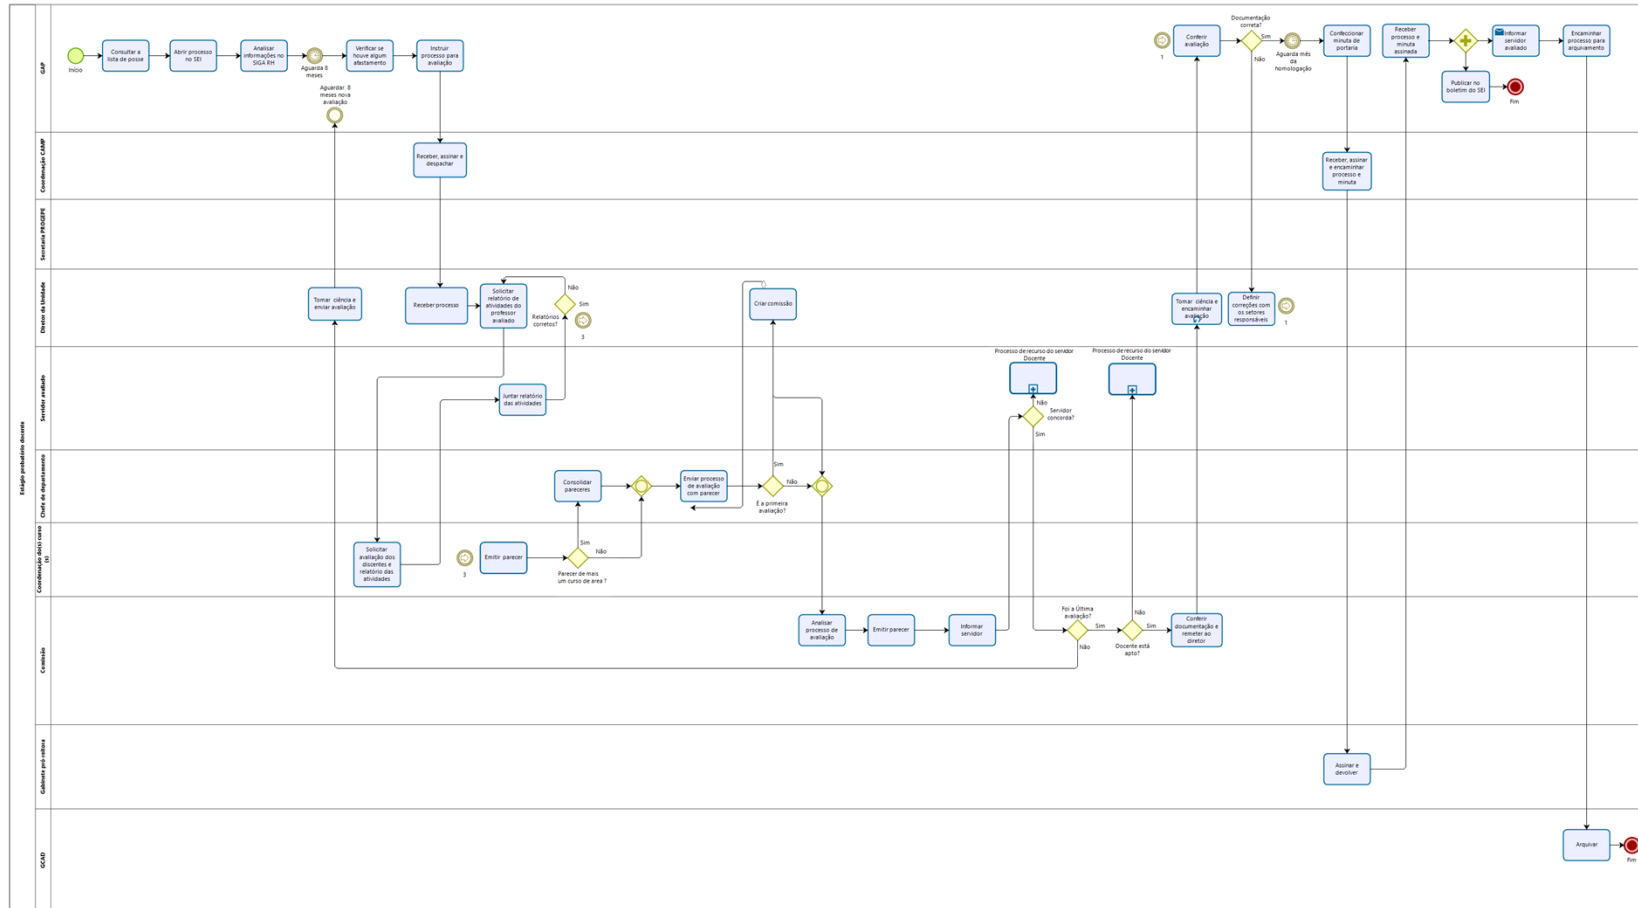 Estágio probatório docente
GAP
Início
Consultar a
lista de posse
Abrir processo
no SEI
Analisar
informações no
SIGA RH
Aguarda 8
meses
Verificar se
houve algum
afastamento
Instruir
processo para
avaliação
Aguardar 8
meses nova
avaliação
1
Conferir
avaliação
Documentação
correta?
Sim
Não
Aguarda mês
da
homologação
Confeccionar
minuta de
portaria
Receber
processo e
minuta
assinada
Informar
servidor
avaliado
Encaminhar
processo para
arquivamento
Publicar no
boletim do SEI
Fim
Coordenação CAMP
Receber, assinar e
despachar
Receber, assinar
e encaminhar
processo e
minuta
Secretaria PROGEPE
Diretor da Unidade
Tomar ciência e
enviar avaliação
Receber processo
Solicitar
relatório de
atividades do
professor
avaliado
Não
Sim
Relatórios
corretos?
3
Criar comissão
Tomar ciência e
encaminhar
avaliação
Definir
correções com
os setores
responsáveis
1
Servidor avaliado
Juntar relatório
das atividades
Processo de recurso do servidor
Docente
Não
Servidor
concorda?
Sim
Processo de recurso do servidor
Docente
Chefe de departamento
Consolidar
pareceres
Enviar processo
de avaliação
com parecer
Sim
Não
É a primeira
avaliação?
Coordenação do(s) curso
(s)
Solicitar
avaliação dos
discentes e
relatório das
atividades
3
Emitir parecer
Sim
Não
Parecer de mais
um curso de area ?
Comissão
Analisar
processo de
avaliação
Emitir parecer
Informar
servidor
Foi a Última
avaliação?
Sim
Não
Não
Sim
Docente está
apto?
Conferir
documentação e
remeter ao
diretor
Gabinete pró-reitora
Assinar e
devolver
GCAD
Arquivar
Fim